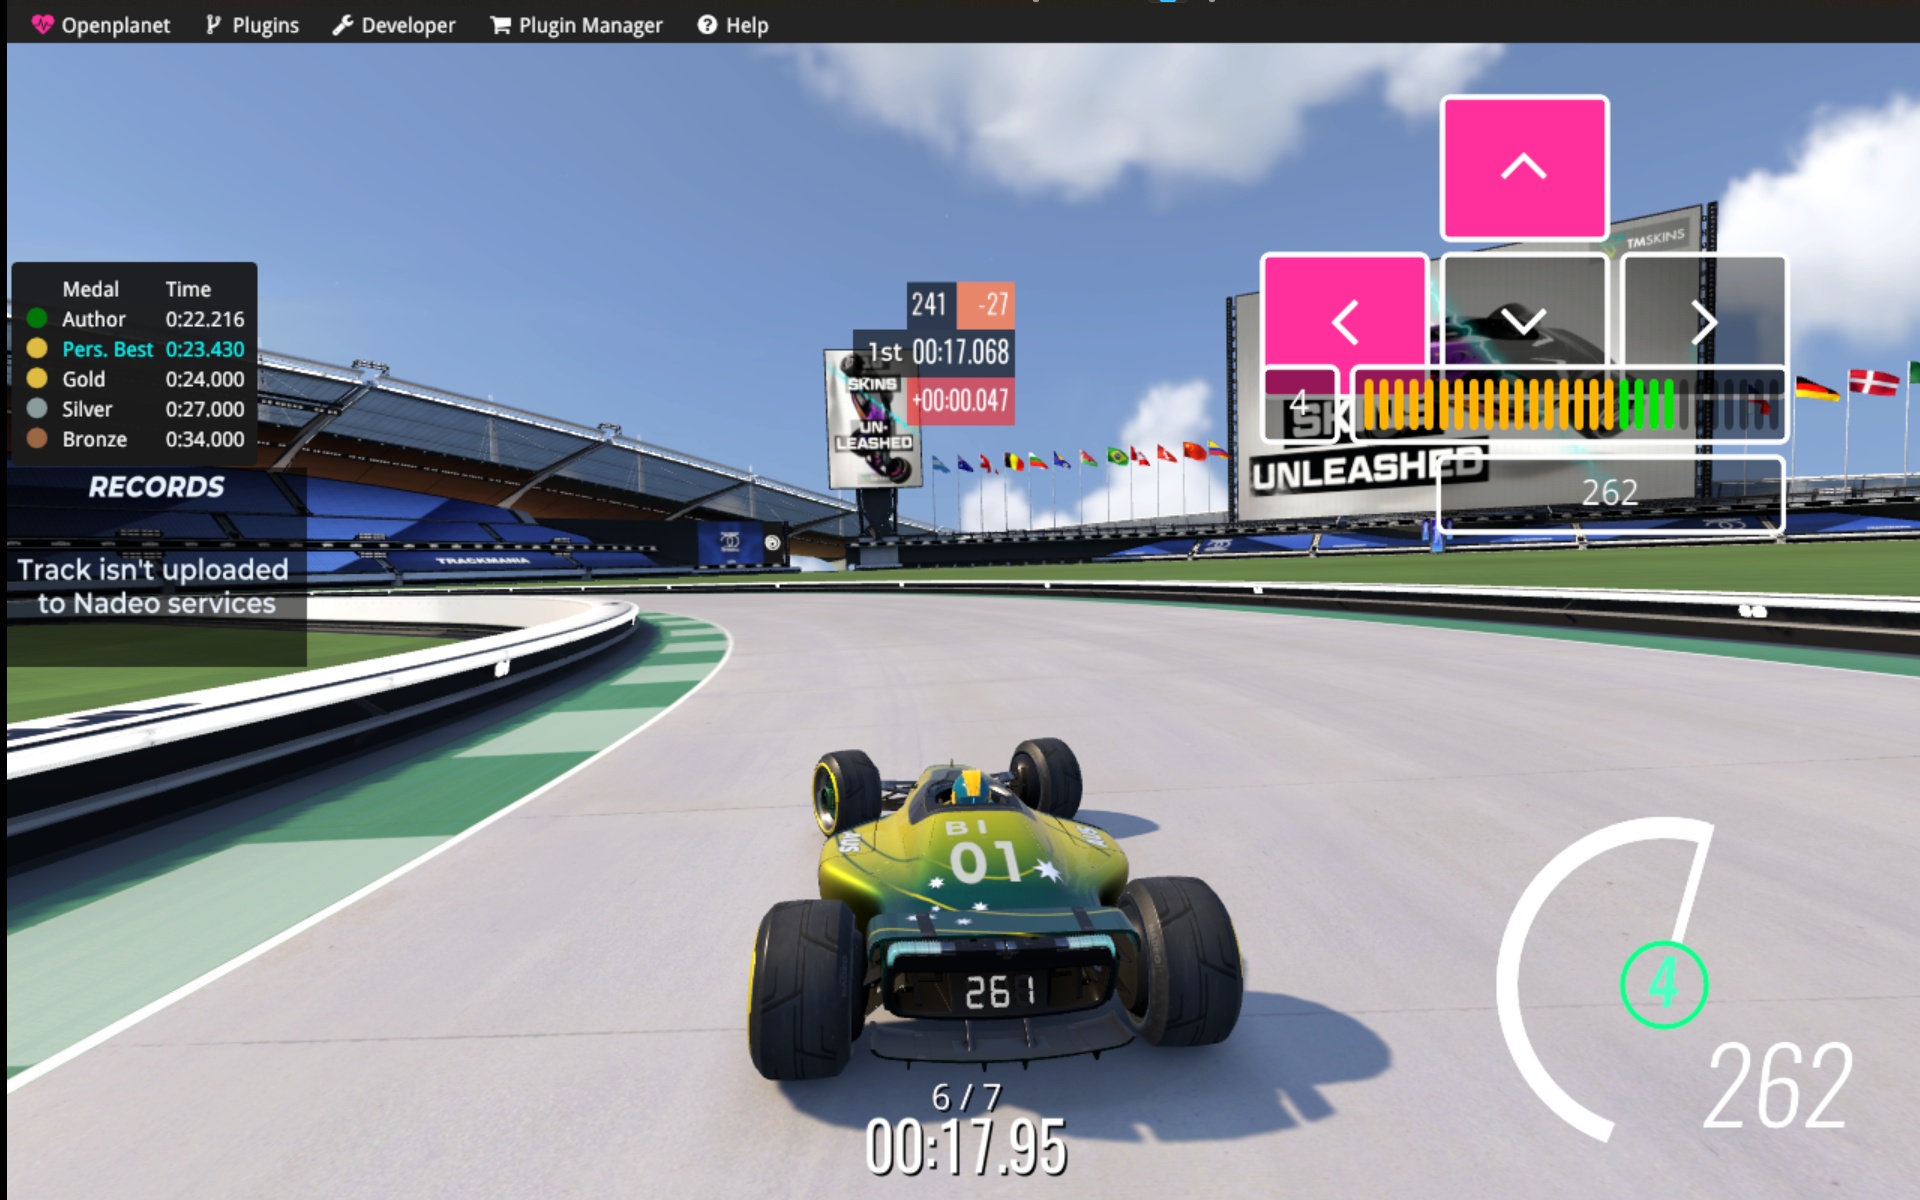 Openplanet Plugins Developer Plugin Manager Help
TMSKINS
Medal Time
Author 0:22.216
Pers. Best 0:23.430
Gold 0:24.000
Silver 0:27.000
Bronze 0:34.000
241 -27
1st 00:17.068
+00:00.047
SKINS
UN-
LEASHED
4
UNLEASHED
262
RECORDS
Track isn't uploaded
to Nadeo services
TRACKMANIA
BI
01
AUS
AUS
261
4
262
6 / 7
00:17.95